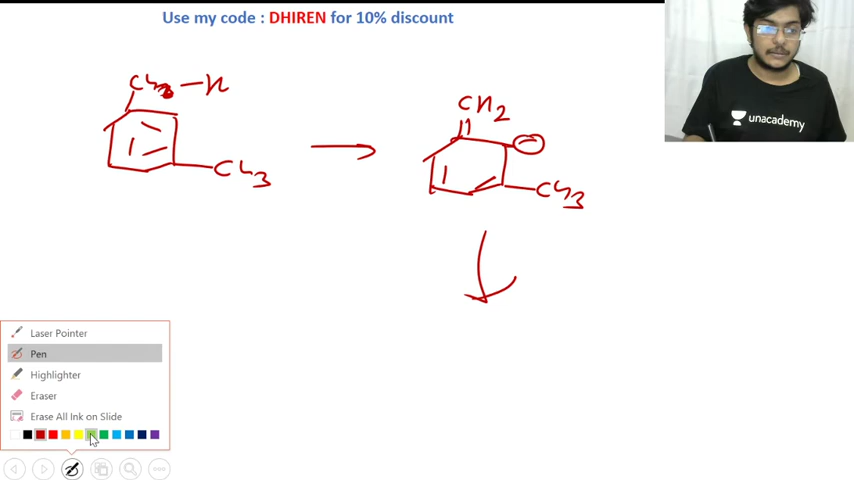 Use my code : DHIREN for 10% discount
unacademy
CH3 — H
CH3
CH2
CH3
Laser Pointer
Pen
Highlighter
Eraser
Erase All Ink on Slide